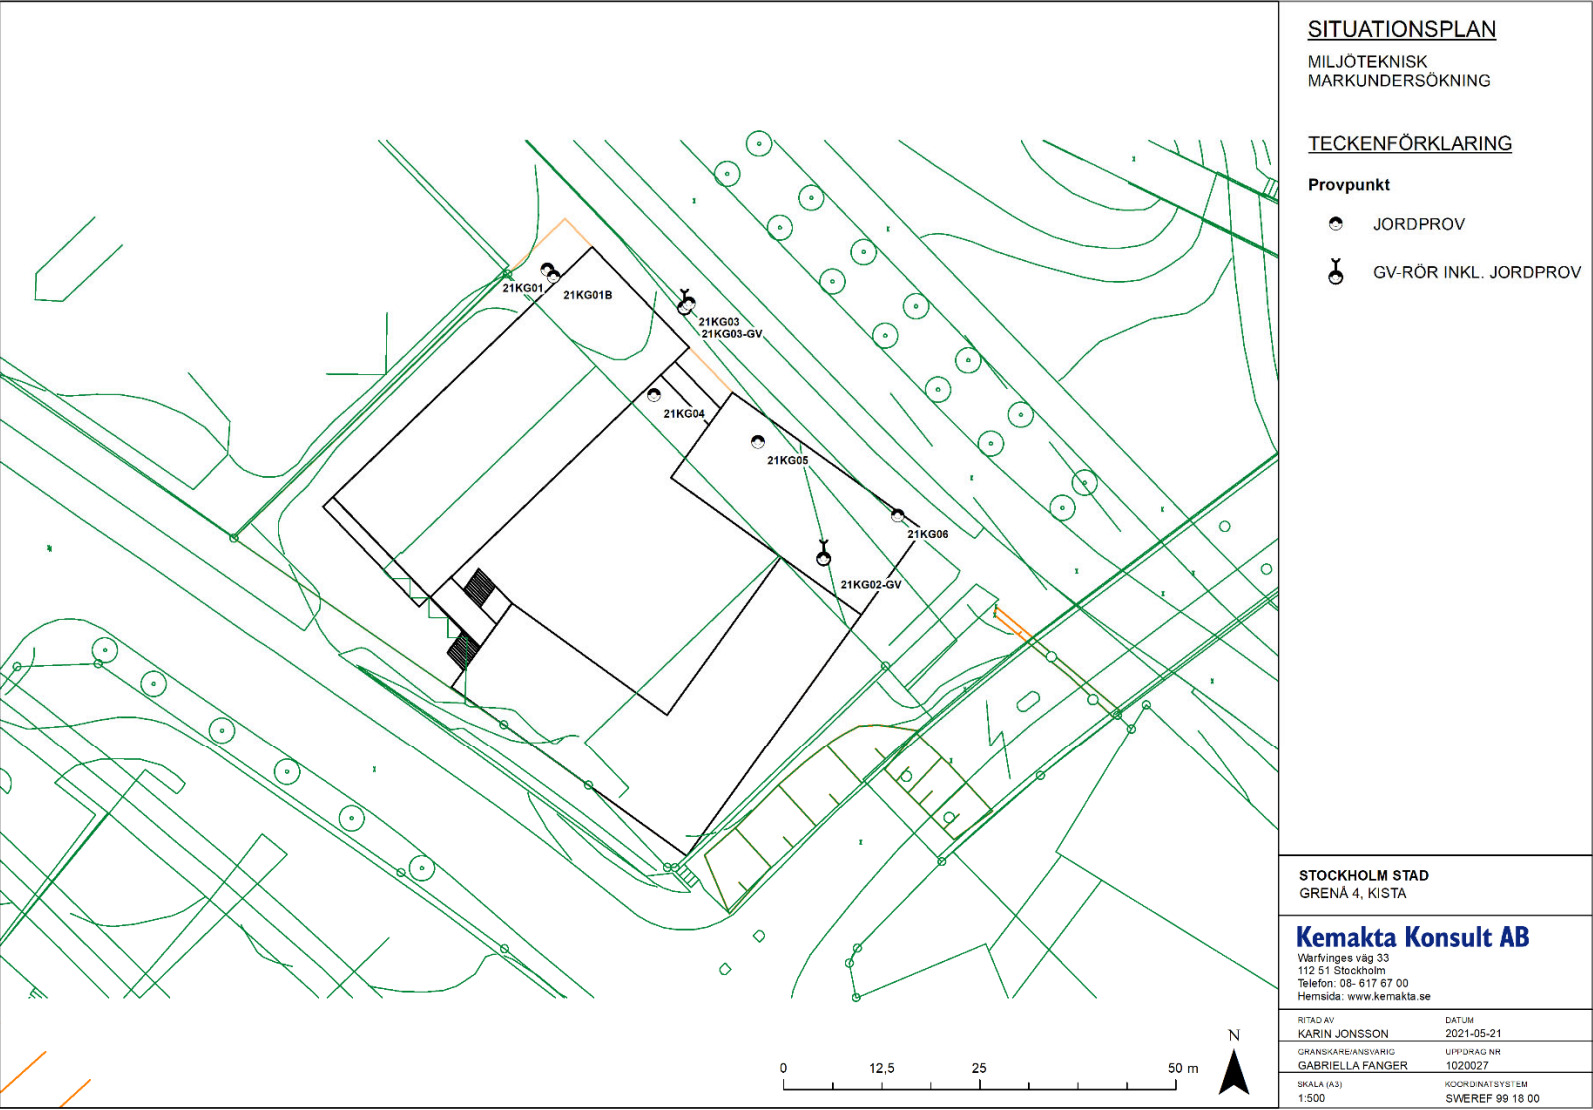 SITUATIONSPLAN
MILJÖTEKNISK
MARKUNDERSÖKNING
TECKENFÖRKLARING
Provpunkt
JORDPROV
GV-RÖR INKL. JORDPROV
21KG01
21KG01B
21KG03
21KG03-GV
21KG04
21KG05
21KG06
21KG02-GV
0 12,5 25 50 m
N
STOCKHOLM STAD
GRENÅ 4, KISTA
Kemakta Konsult AB
Warfvinges väg 33
112 51 Stockholm
Telefon: 08- 617 67 00
Hemsida: www.kemakta.se
RITAD AV DATUM
KARIN JONSSON 2021-05-21
GRANSKARE/ANSVARIG UPPDRAG NR
GABRIELLA FANGER 1020027
SKALA (A3) KOORDINATSYSTEM
1:500 SWEREF 99 18 00